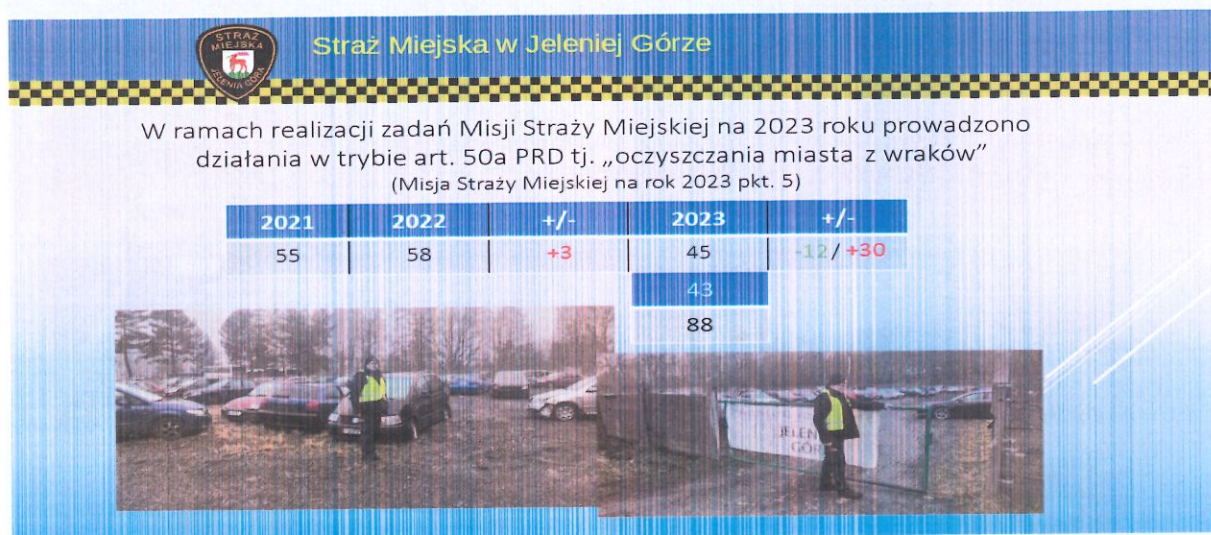 STRAŻ
MIEJSKA
JELENIA GÓRA
Straż Miejska w Jeleniej Górze
W ramach realizacji zadań Misji Straży Miejskiej na 2023 roku prowadzono
działania w trybie art. 50a PRD tj. „oczyszczania miasta z wraków”
(Misja Straży Miejskiej na rok 2023 pkt. 5)
2021 2022 +/- 2023 +/-
55 58 +3 45 -12/+30
43
88
JELEN
GÓR